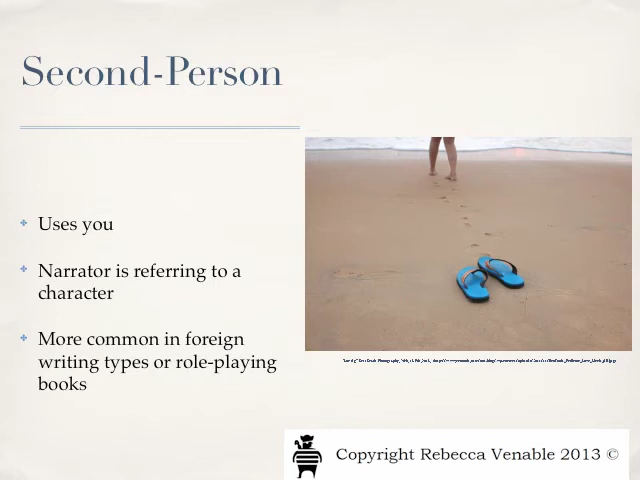 Second-Person
Uses you
Narrator is referring to a
character
More common in foreign
writing types or role-playing
books
Copyright Rebecca Venable 2013 ©